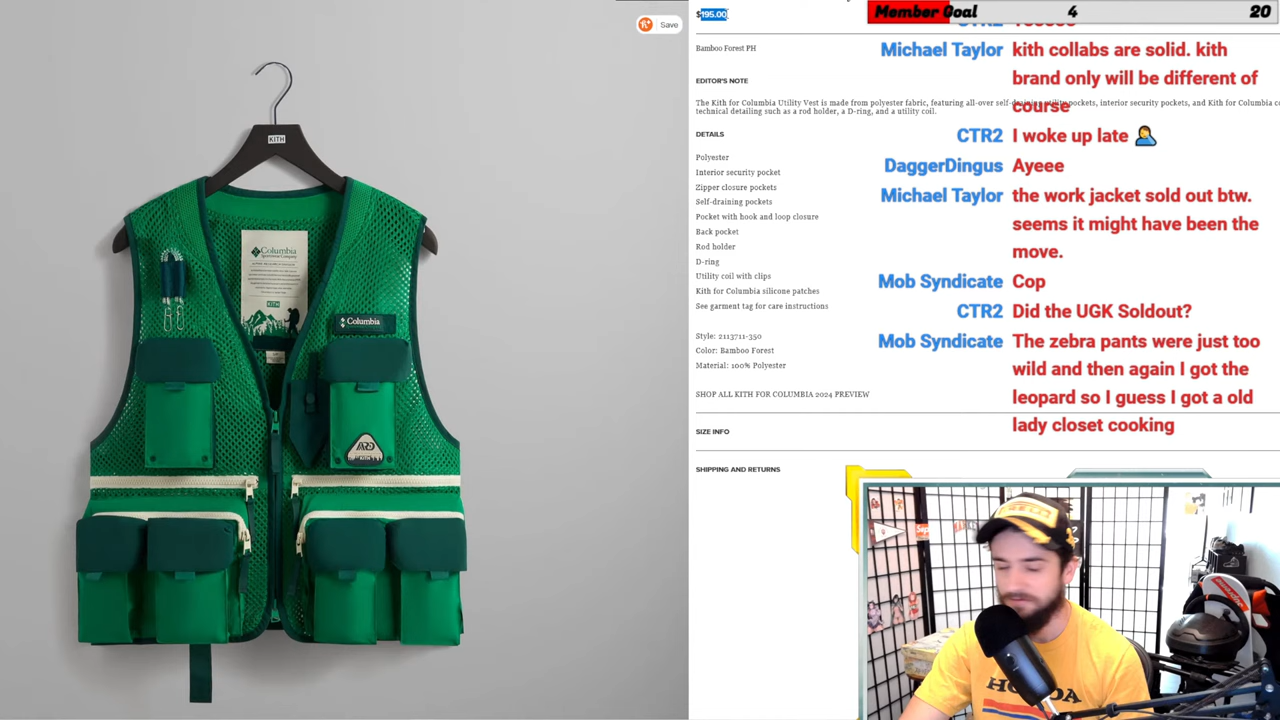 Save
KITH
Columbia
Sportswear Company
KITH
Columbia
$195.00
Bamboo Forest PH
EDITOR'S NOTE
The Kith for Columbia Utility Vest is made from polyester fabric, featuring all-over self-draining utility pockets, interior security pockets, and Kith for Columbia
technical detailing such as a rod holder, a D-ring, and a utility coil.
DETAILS
Polyester
Interior security pocket
Zipper closure pockets
Self-draining pockets
Pocket with hook and loop closure
Back pocket
Rod holder
D-ring
Utility coil with clips
Kith for Columbia silicone patches
See garment tag for care instructions
Style: 2113711-350
Color: Bamboo Forest
Material: 100% Polyester
SHOP ALL KITH FOR COLUMBIA 2024 PREVIEW
SIZE INFO
SHIPPING AND RETURNS
Member Goal 4 20
CTR2
Michael Taylor kith collabs are solid. kith
brand only will be different of
course
CTR2 I woke up late
DaggerDingus Ayeee
Michael Taylor the work jacket sold out btw.
seems it might have been the
move.
Mob Syndicate Cop
CTR2 Did the UGK Soldout?
Mob Syndicate The zebra pants were just too
wild and then again I got the
leopard so I guess I got a old
lady closet cooking
PIRELLI
HONDA